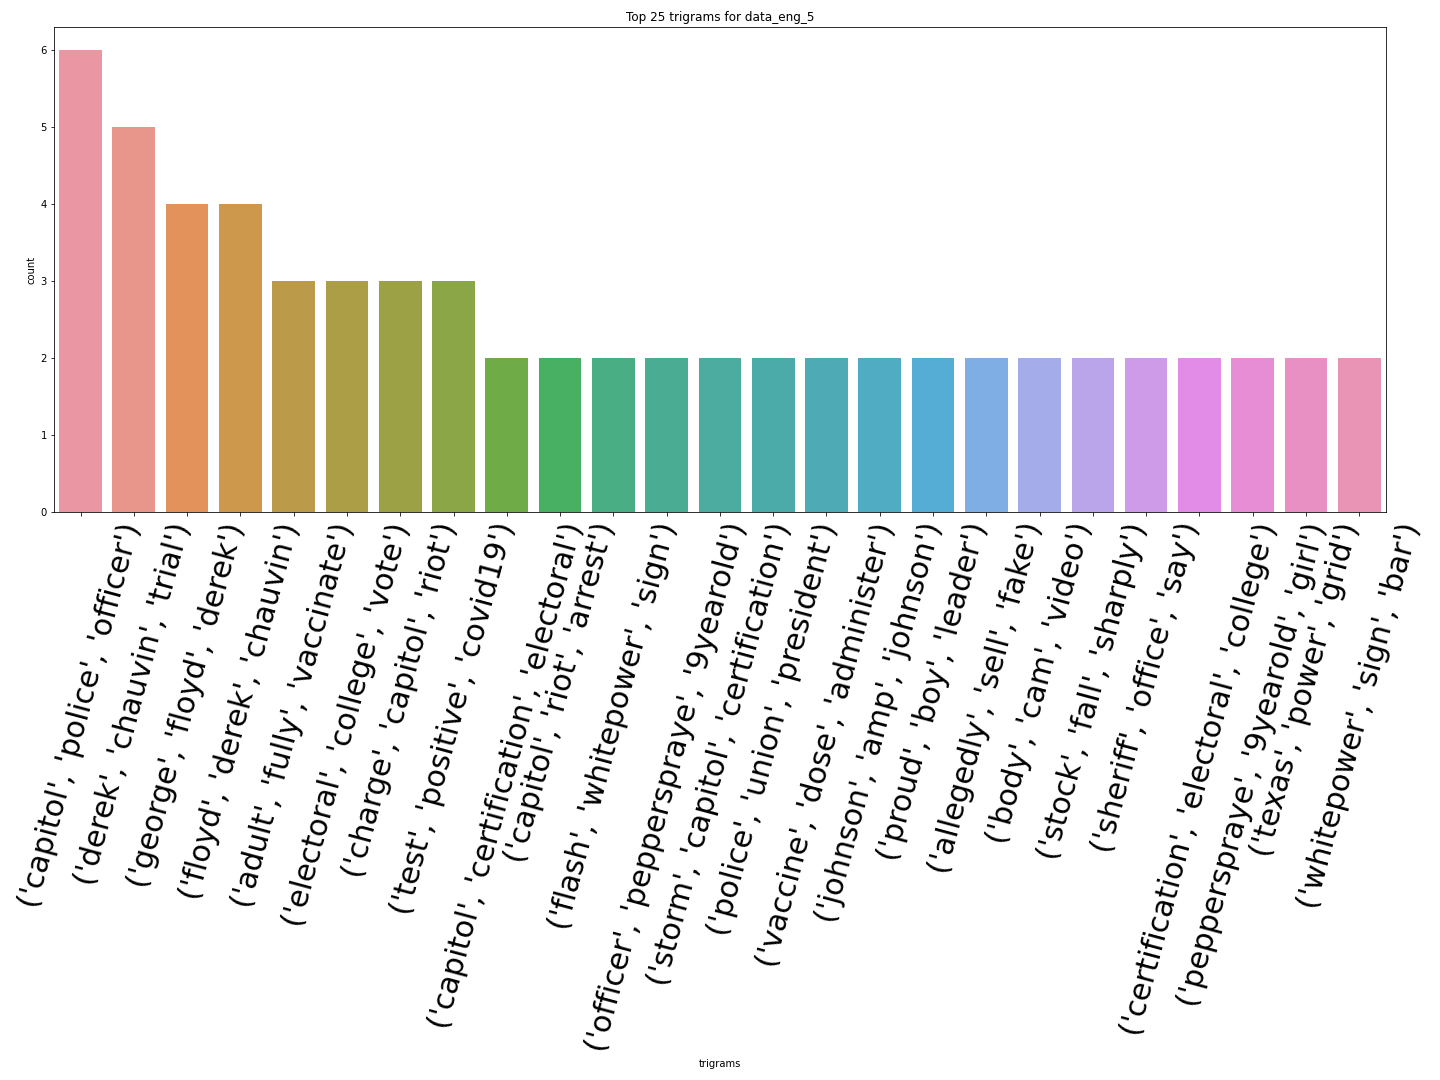 Top 25 trigrams for data_eng_5
6
5
4
3
2
1
0
count
('capitol', 'police', 'officer')
('derek', 'chauvin', 'trial')
('george', 'floyd', 'derek')
('floyd', 'derek', 'chauvin')
('adult', 'fully', 'vaccinate')
('electoral', 'college', 'vote')
('charge', 'capitol', 'riot')
('test', 'positive', 'covid19')
('capitol', 'certification', 'electoral')
('capitol', 'riot', 'arrest')
('flash', 'whitepower', 'sign')
('officer', 'pepperspraye', '9yearold')
('storm', 'capitol', 'certification')
('police', 'union', 'president')
('vaccine', 'dose', 'administer')
('johnson', 'amp', 'johnson')
('proud', 'boy', 'leader')
('allegedly', 'sell', 'fake')
('body', 'cam', 'video')
('stock', 'fall', 'sharply')
('sheriff', 'office', 'say')
('certification', 'electoral', 'college')
('pepperspraye', '9yearold', 'girl')
('texas', 'power', 'grid')
('whitepower', 'sign', 'bar')
trigrams